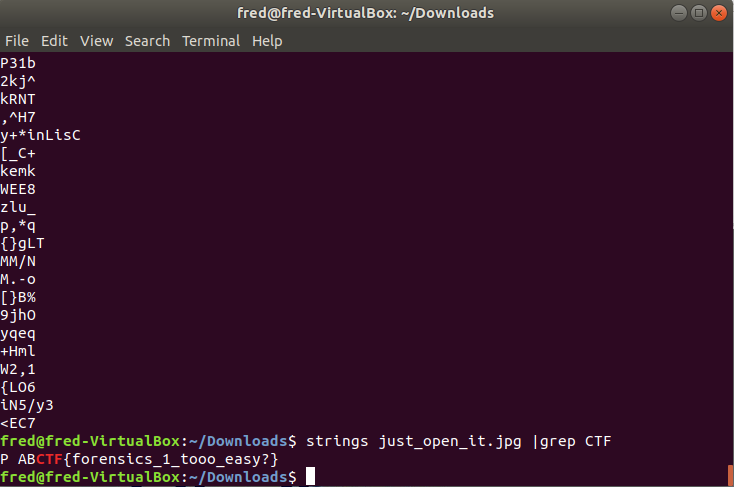 fred@fred-VirtualBox: ~/Downloads
File Edit View Search Terminal Help
P31b
2kj^
kRNT
,^H7
y+*inLisC
[_C+
kemk
WEE8
zlu_
p,*q
{}gLT
MM/N
M.-o
[}B%
9jhO
yqeq
+Hml
W2,1
{LO6
iN5/y3
<EC7
fred@fred-VirtualBox:~/Downloads$ strings just_open_it.jpg |grep CTF
P ABCTF{forensics_1_tooo_easy?}
fred@fred-VirtualBox:~/Downloads$